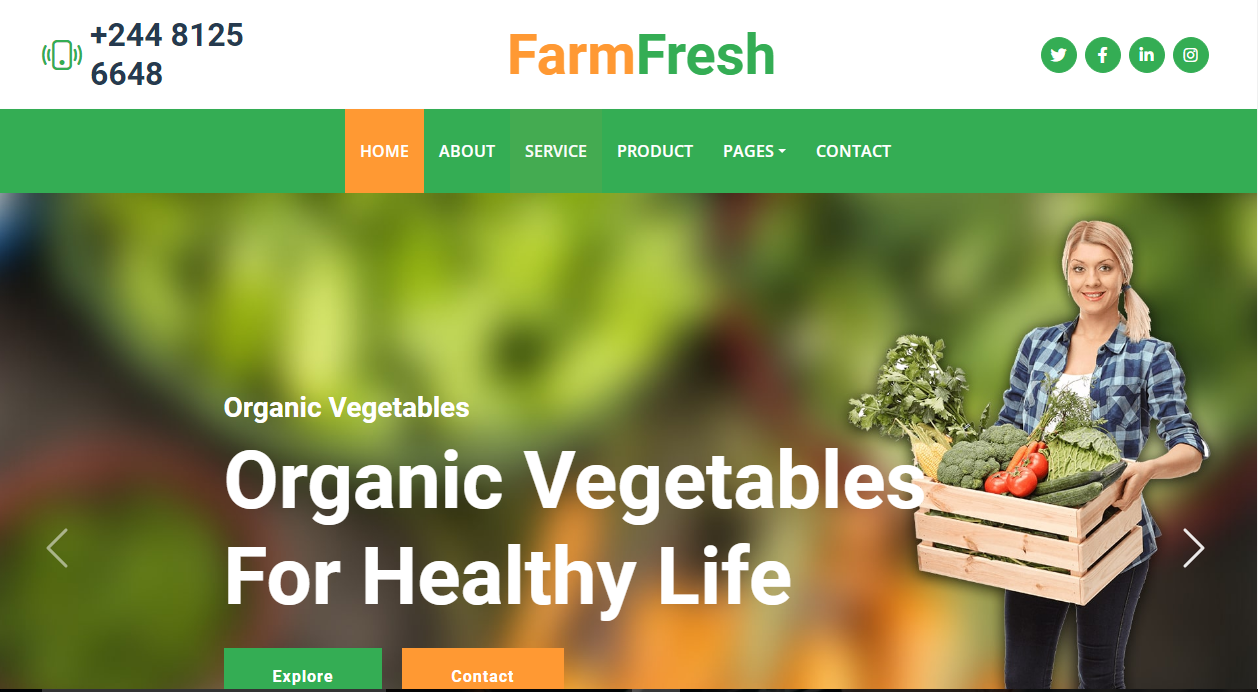 +244 8125
6648
FarmFresh
HOME ABOUT SERVICE PRODUCT PAGES CONTACT
Organic Vegetables
Organic Vegetables
For Healthy Life
Explore Contact